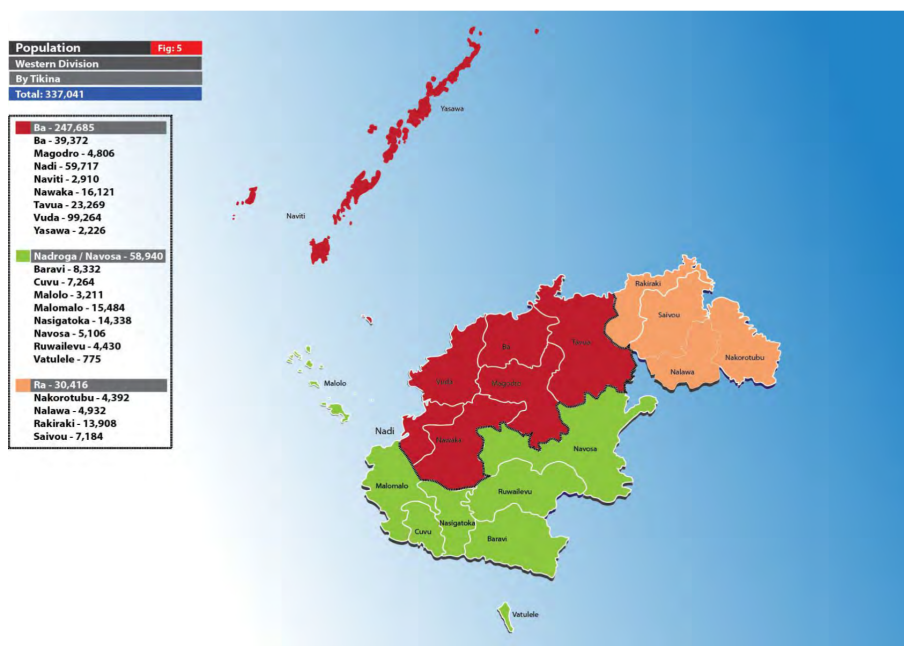 Population Fig: 5
Western Division
By Tikina
Total: 337,041
Ba - 247,685
Ba - 39,372
Magodro - 4,806
Nadi - 59,717
Naviti - 2,910
Nawaka - 16,121
Tavua - 23,269
Vuda - 99,264
Yasawa - 2,226
Nadroga / Navosa - 58,940
Baravi - 8,332
Cuvu - 7,264
Malolo - 3,211
Malomalo - 15,484
Nasigatoka - 14,338
Navosa - 5,106
Ruwailevu - 4,430
Vatulele - 775
Ra - 30,416
Nakorotubu - 4,392
Nalawa - 4,932
Rakiraki - 13,908
Saivou - 7,184
Yasawa
Naviti
Rakiraki
Saivou
Ba
Tavua
Nakorotubu
Nalawa
Vuda
Magodro
Malolo
Nadi
Nawaka
Navosa
Malomalo
Ruwailevu
Nasigatoka
Cuvu
Baravi
Vatulele